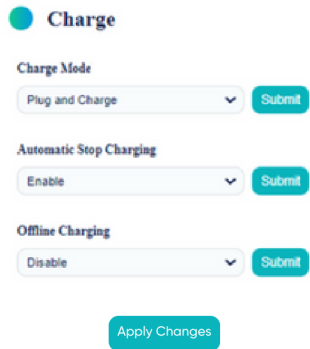 Charge
Charge Mode
Plug and Charge
Submit
Automatic Stop Charging
Enable
Submit
Offline Charging
Disable
Submit
Apply Changes